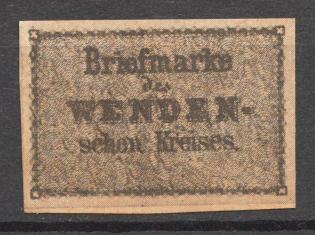 Briefmarke
des
WENDEN-
schen Kreises.